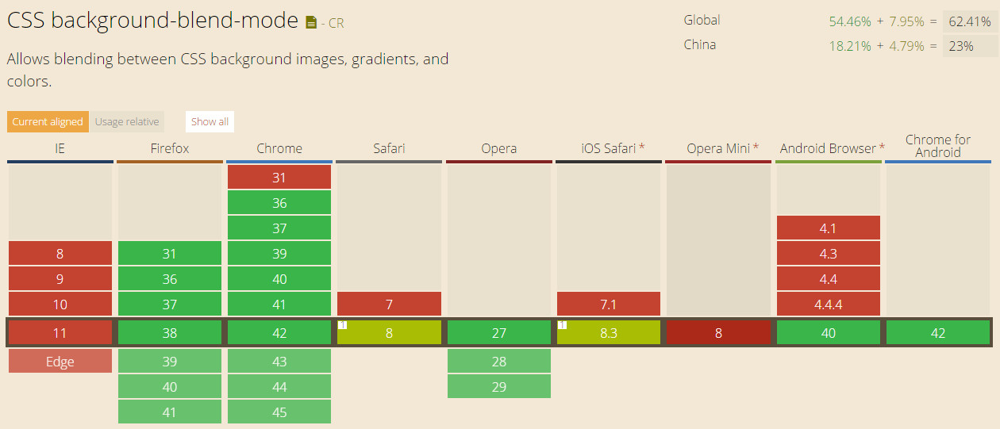 CSS background-blend-mode - CR
Global 54.46% + 7.95% = 62.41%
China 18.21% + 4.79% = 23%
Allows blending between CSS background images, gradients, and
colors.
Current aligned Usage relative Show all
IE Firefox Chrome Safari Opera iOS Safari * Opera Mini * Android Browser * Chrome for
Android
31
36
37 4.1
8 31 39 4.3
9 36 40 4.4
10 37 41 7 7.1 4.4.4
11 38 42 1 8 27 1 8.3 8 40 42
Edge 39 43 28
40 44 29
41 45